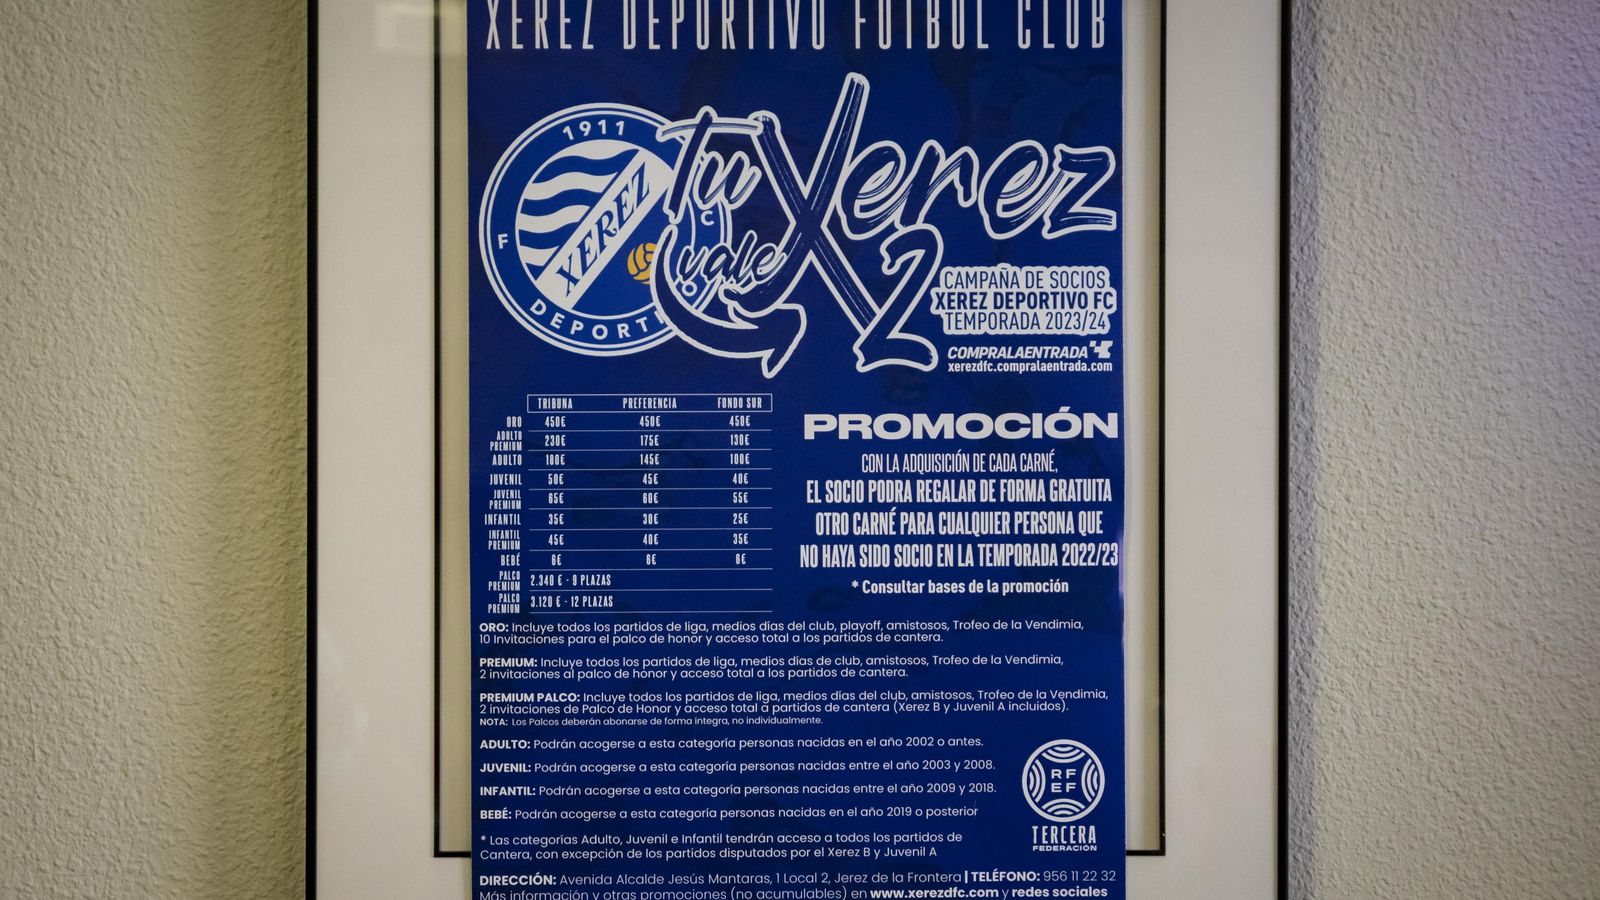 XEREZ DEPORTIVO FÚTBOL CLUB
1911
XEREZ
F
C
DEPORTI
O
Tu Xerez
vale X2
CAMPAÑA DE SOCIOS
XEREZ DEPORTIVO FC
TEMPORADA 2023/24
COMPRALAENTRADA
xerezdfc.compralaentrada.com
TRIBUNA PREFERENCIA FONDO SUR
ORO 450€ 450€ 450€
ADULTO PREMIUM 230€ 175€ 130€
ADULTO 180€ 145€ 100€
JUVENIL 50€ 45€ 40€
JUVENIL PREMIUM 65€ 60€ 55€
INFANTIL 35€ 30€ 25€
INFANTIL PREMIUM 45€ 40€ 35€
BEBÉ 6€ 6€ 6€
PALCO PREMIUM 2.340 € - 9 PLAZAS
PALCO PREMIUM 3.120 € - 12 PLAZAS
PROMOCIÓN
CON LA ADQUISICIÓN DE CADA CARNÉ,
EL SOCIO PODRA REGALAR DE FORMA GRATUITA
OTRO CARNÉ PARA CUALQUIER PERSONA QUE
NO HAYA SIDO SOCIO EN LA TEMPORADA 2022/23
* Consultar bases de la promoción
ORO: Incluye todos los partidos de liga, medios días del club, playoff, amistosos, Trofeo de la Vendimia,
10 Invitaciones para el palco de honor y acceso total a los partidos de cantera.
PREMIUM: Incluye todos los partidos de liga, medios días de club, amistosos, Trofeo de la Vendimia,
2 invitaciones al palco de honor y acceso total a los partidos de cantera.
PREMIUM PALCO: Incluye todos los partidos de liga, medios días del club, amistosos, Trofeo de la Vendimia,
2 invitaciones de Palco de Honor y acceso total a partidos de cantera (Xerez B y Juvenil A incluidos).
NOTA: Los Palcos deberán abonarse de forma íntegra, no individualmente.
ADULTO: Podrán acogerse a esta categoría personas nacidas en el año 2002 o antes.
JUVENIL: Podrán acogerse a esta categoría personas nacidas entre el año 2003 y 2008.
INFANTIL: Podrán acogerse a esta categoría personas nacidas entre el año 2009 y 2018.
BEBÉ: Podrán acogerse a esta categoría personas nacidas en el año 2019 o posterior
* Las categorías Adulto, Juvenil e Infantil tendrán acceso a todos los partidos de
Cantera, con excepción de los partidos disputados por el Xerez B y Juvenil A
RF
EF
TERCERA
FEDERACIÓN
DIRECCIÓN: Avenida Alcalde Jesús Mantaras, 1 Local 2, Jerez de la Frontera | TELÉFONO: 956 11 22 32
Más información y otras promociones (no acumulables) en www.xerezdfc.com y redes sociales